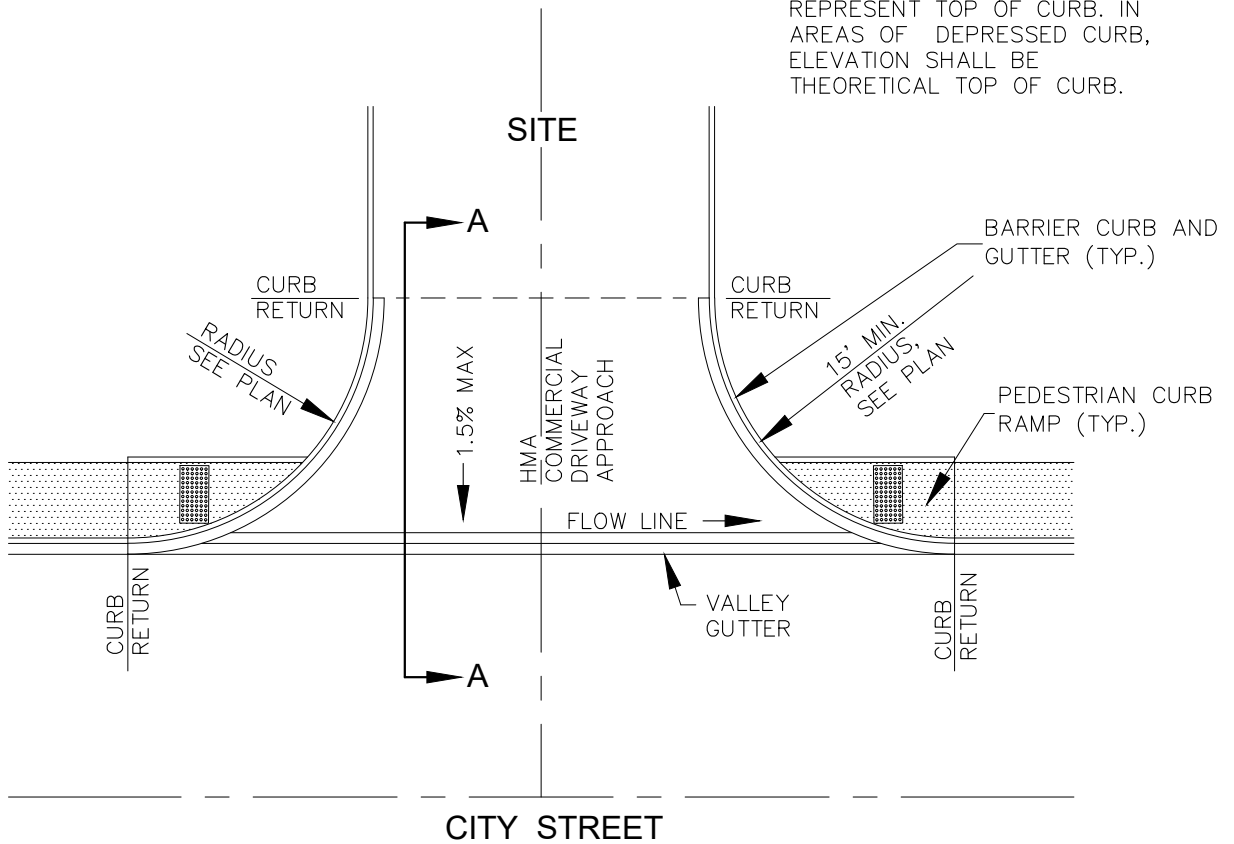 REPRESENT TOP OF CURB. IN
AREAS OF DEPRESSED CURB,
ELEVATION SHALL BE
THEORETICAL TOP OF CURB.
SITE
A
BARRIER CURB AND
GUTTER (TYP.)
CURB
RETURN
CURB
RETURN
RADIUS
SEE PLAN
15' MIN.
RADIUS,
SEE PLAN
1.5% MAX
HMA
COMMERCIAL
DRIVEWAY
APPROACH
PEDESTRIAN CURB
RAMP (TYP.)
FLOW LINE
CURB
RETURN
VALLEY
GUTTER
CURB
RETURN
A
CITY STREET